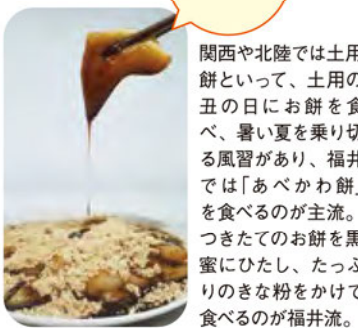 関西や北陸では土用
餅といって、土用の
丑の日にお餅を食
べ、暑い夏を乗り切
る風習があり、福井
では「あべかわ餅」
を食べるのが主流。
つきたてのお餅を黒
蜜にひたし、たっぷ
りのきな粉をかけて
食べるのが福井流。